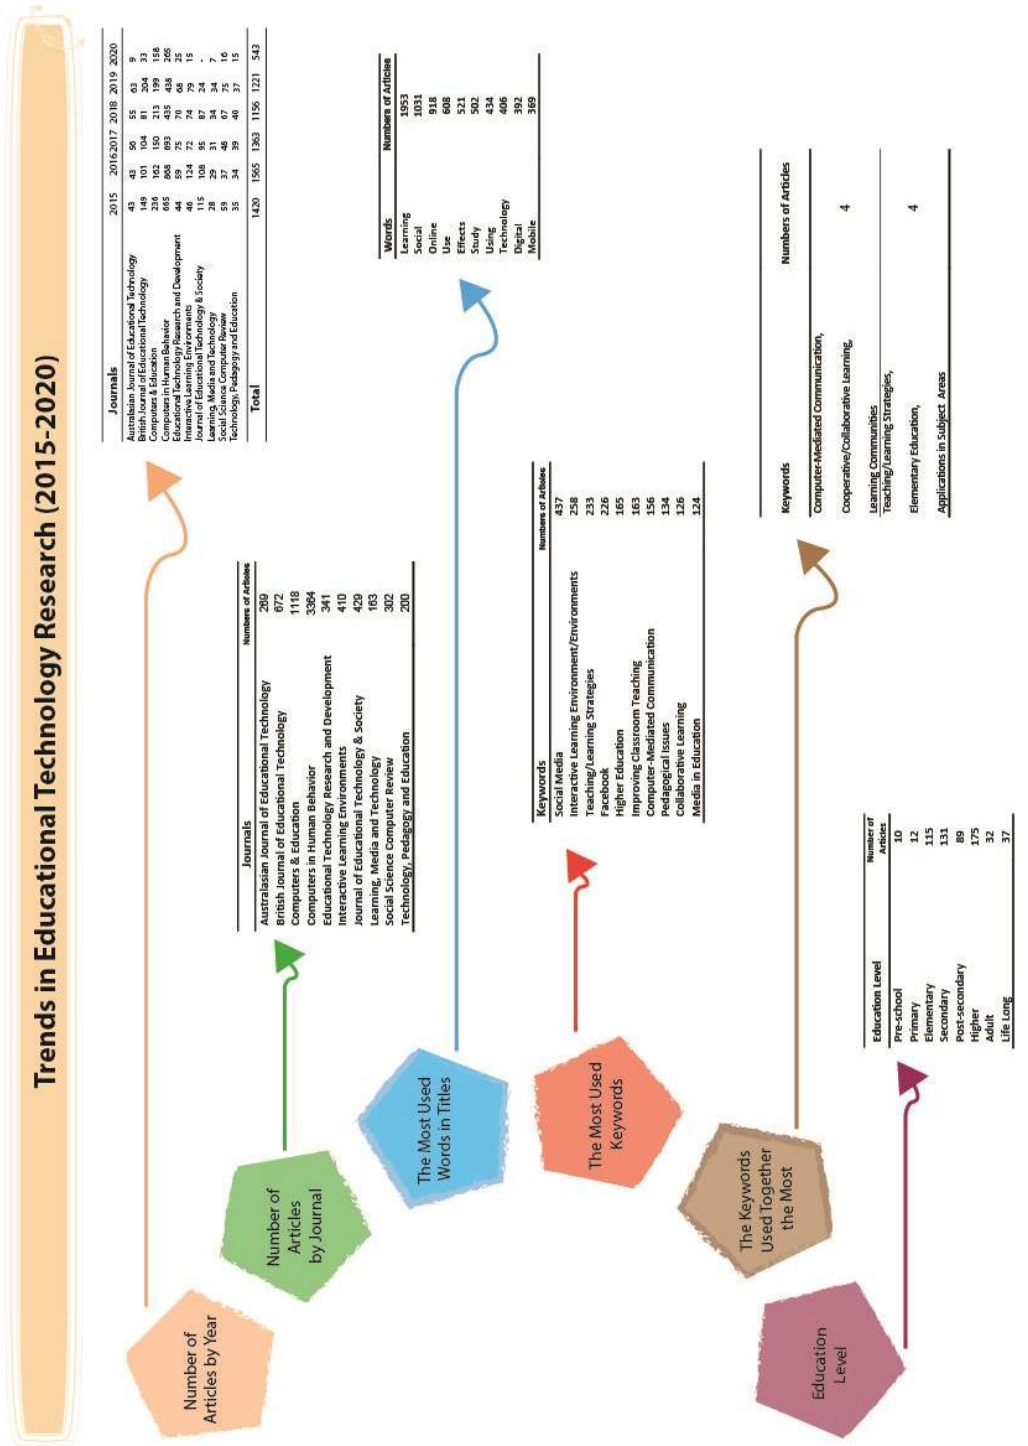 Trends in Educational Technology Research (2015-2020)
Number of
Articles by Year
Journals 2015 2016 2017 2018 2019 2020
Australasian Journal of Educational Technology 43 43 56 55 63 9
British Journal of Educational Technology 149 101 104 81 204 33
Computers & Education 236 162 150 213 199 158
Computers in Human Behavior 665 868 693 435 438 265
Educational Technology Research and Development 44 59 75 70 68 25
Interactive Learning Environments 46 124 72 74 79 15
Journal of Educational Technology & Society 115 108 95 87 24 -
Learning, Media and Technology 28 29 31 34 34 7
Social Science Computer Review 59 37 48 67 75 16
Technology, Pedagogy and Education 35 34 39 40 37 15
Total 1420 1565 1363 1156 1221 543
Number of
Articles
by Journal
Journals Numbers of Articles
Australasian Journal of Educational Technology 269
British Journal of Educational Technology 672
Computers & Education 1118
Computers in Human Behavior 3364
Educational Technology Research and Development 341
Interactive Learning Environments 410
Journal of Educational Technology & Society 429
Learning, Media and Technology 163
Social Science Computer Review 302
Technology, Pedagogy and Education 200
The Most Used
Words in Titles
Words Numbers of Articles
Learning 1953
Social 1031
Online 918
Use 608
Effects 521
Study 502
Using 434
Technology 406
Digital 392
Mobile 369
The Most Used
Keywords
Keywords Numbers of Articles
Social Media 437
Interactive Learning Environment/Environments 258
Teaching/Learning Strategies 233
Facebook 226
Higher Education 165
Improving Classroom Teaching 163
Computer-Mediated Communication 156
Pedagogical Issues 134
Collaborative Learning 126
Media in Education 124
The Keywords
Used Together
the Most
Keywords Numbers of Articles
Computer-Mediated Communication,
Cooperative/Collaborative Learning, 4
Learning Communities
Teaching/Learning Strategies,
Elementary Education, 4
Applications in Subject Areas
Education
Level
Education Level Number of
Articles
Pre-school 10
Primary 12
Elementary 115
Secondary 131
Post-secondary 89
Higher 175
Adult 32
Life Long 37